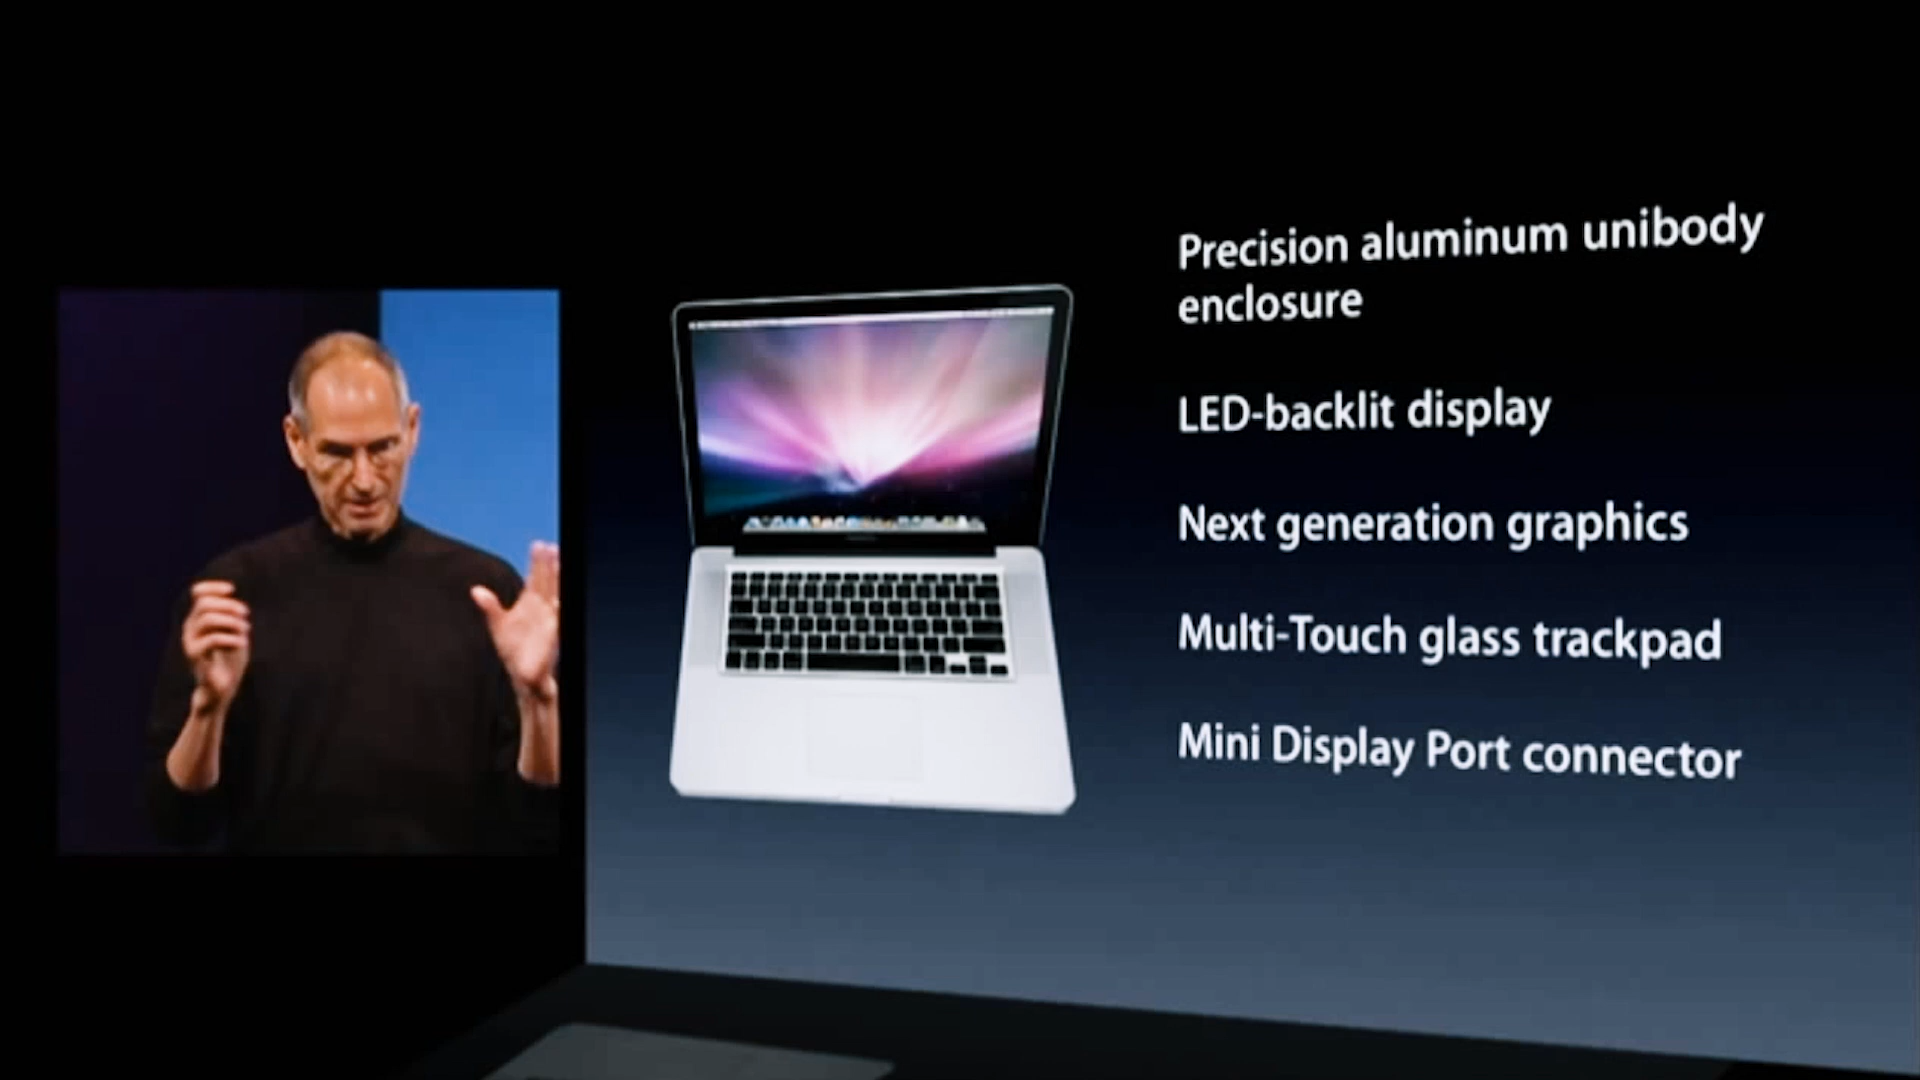 Precision aluminum unibody
enclosure
LED-backlit display
Next generation graphics
Multi-Touch glass trackpad
Mini Display Port connector